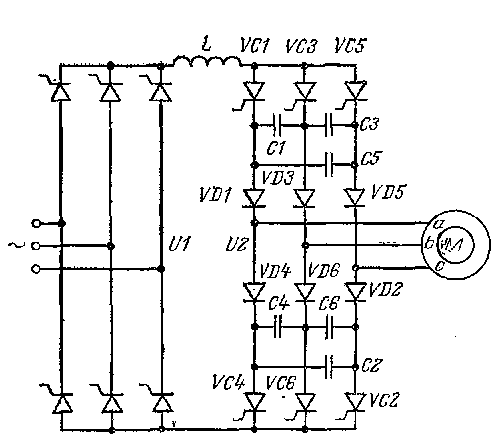 L VC1 VC3 VC5
C1 C3
C5
VD1 VD3 VD5
a
~ U1 U2 b
c
VD4 VD6 VD2
C4 C6
C2
VC4 VC6 VC2